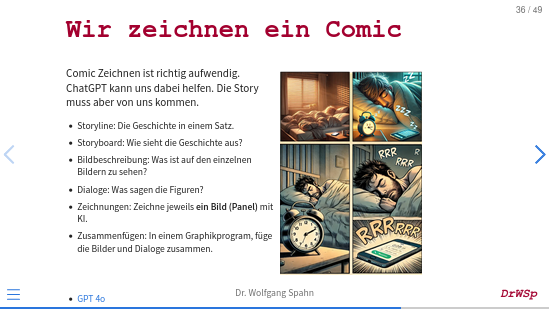 36 / 49
Wir zeichnen ein Comic
Comic Zeichnen ist richtig aufwendig.
ChatGPT kann uns dabei helfen. Die Story
muss aber von uns kommen.
• Storyline: Die Geschichte in einem Satz.
• Storyboard: Wie sieht die Geschichte aus?
• Bildbeschreibung: Was ist auf den einzelnen
Bildern zu sehen?
• Dialoge: Was sagen die Figuren?
• Zeichnungen: Zeichne jeweils ein Bild (Panel) mit
KI.
• Zusammenfügen: In einem Graphikprogram, füge
die Bilder und Dialoge zusammen.
• GPT 4o
ZZ
ZZZ
RRR
R
RRR
RRRRRRR
Dr. Wolfgang Spahn
DrWSp